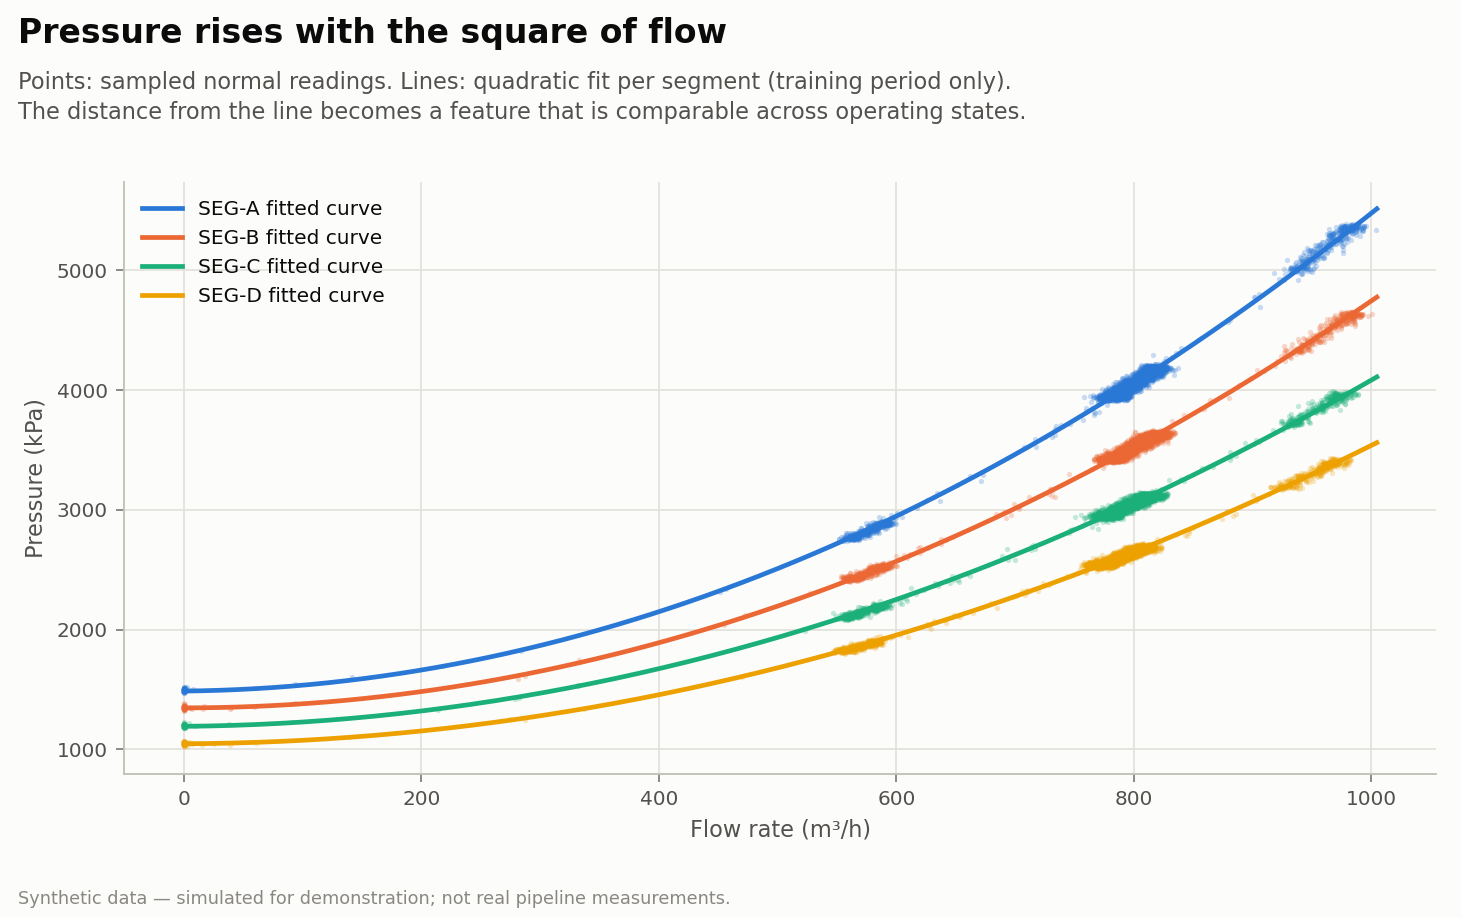 Pressure rises with the square of flow
Points: sampled normal readings. Lines: quadratic fit per segment (training period only).
The distance from the line becomes a feature that is comparable across operating states.
SEG-A fitted curve
SEG-B fitted curve
SEG-C fitted curve
SEG-D fitted curve
Pressure (kPa)
5000
4000
3000
2000
1000
0 200 400 600 800 1000
Flow rate (m³/h)
Synthetic data — simulated for demonstration; not real pipeline measurements.